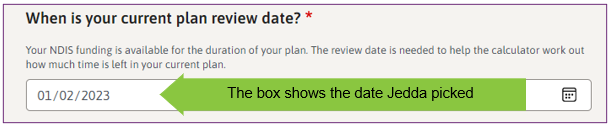 When is your current plan review date? *
Your NDIS funding is available for the duration of your plan. The review date is needed to help the calculator work out
how much time is left in your current plan.
01/02/2023 The box shows the date Jedda picked